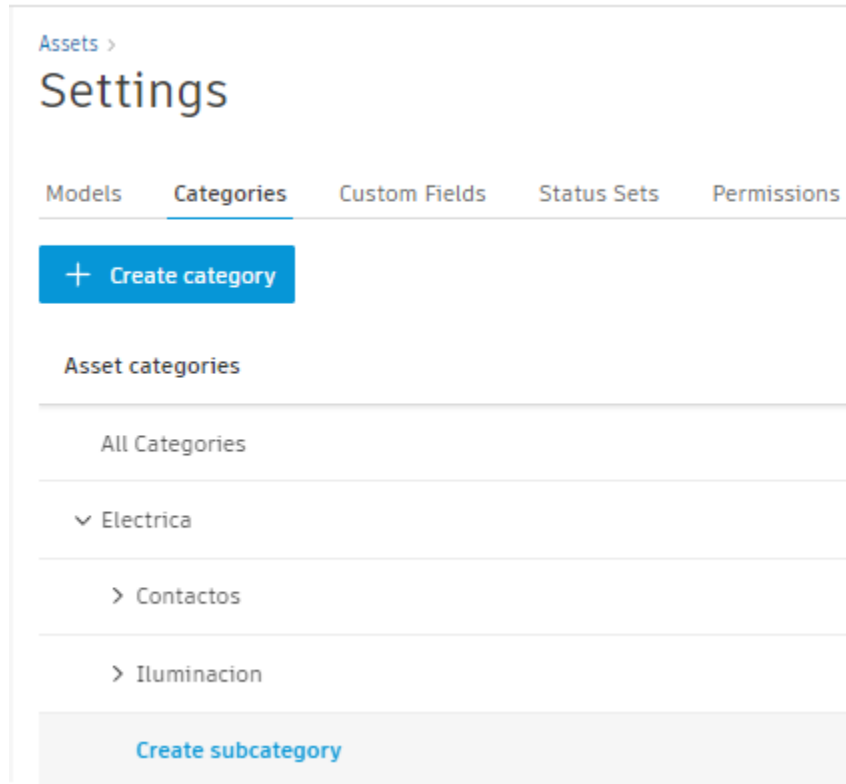 Assets >
Settings
Models Categories Custom Fields Status Sets Permissions
+ Create category
Asset categories
All Categories
Electrica
Contactos
Iluminacion
Create subcategory